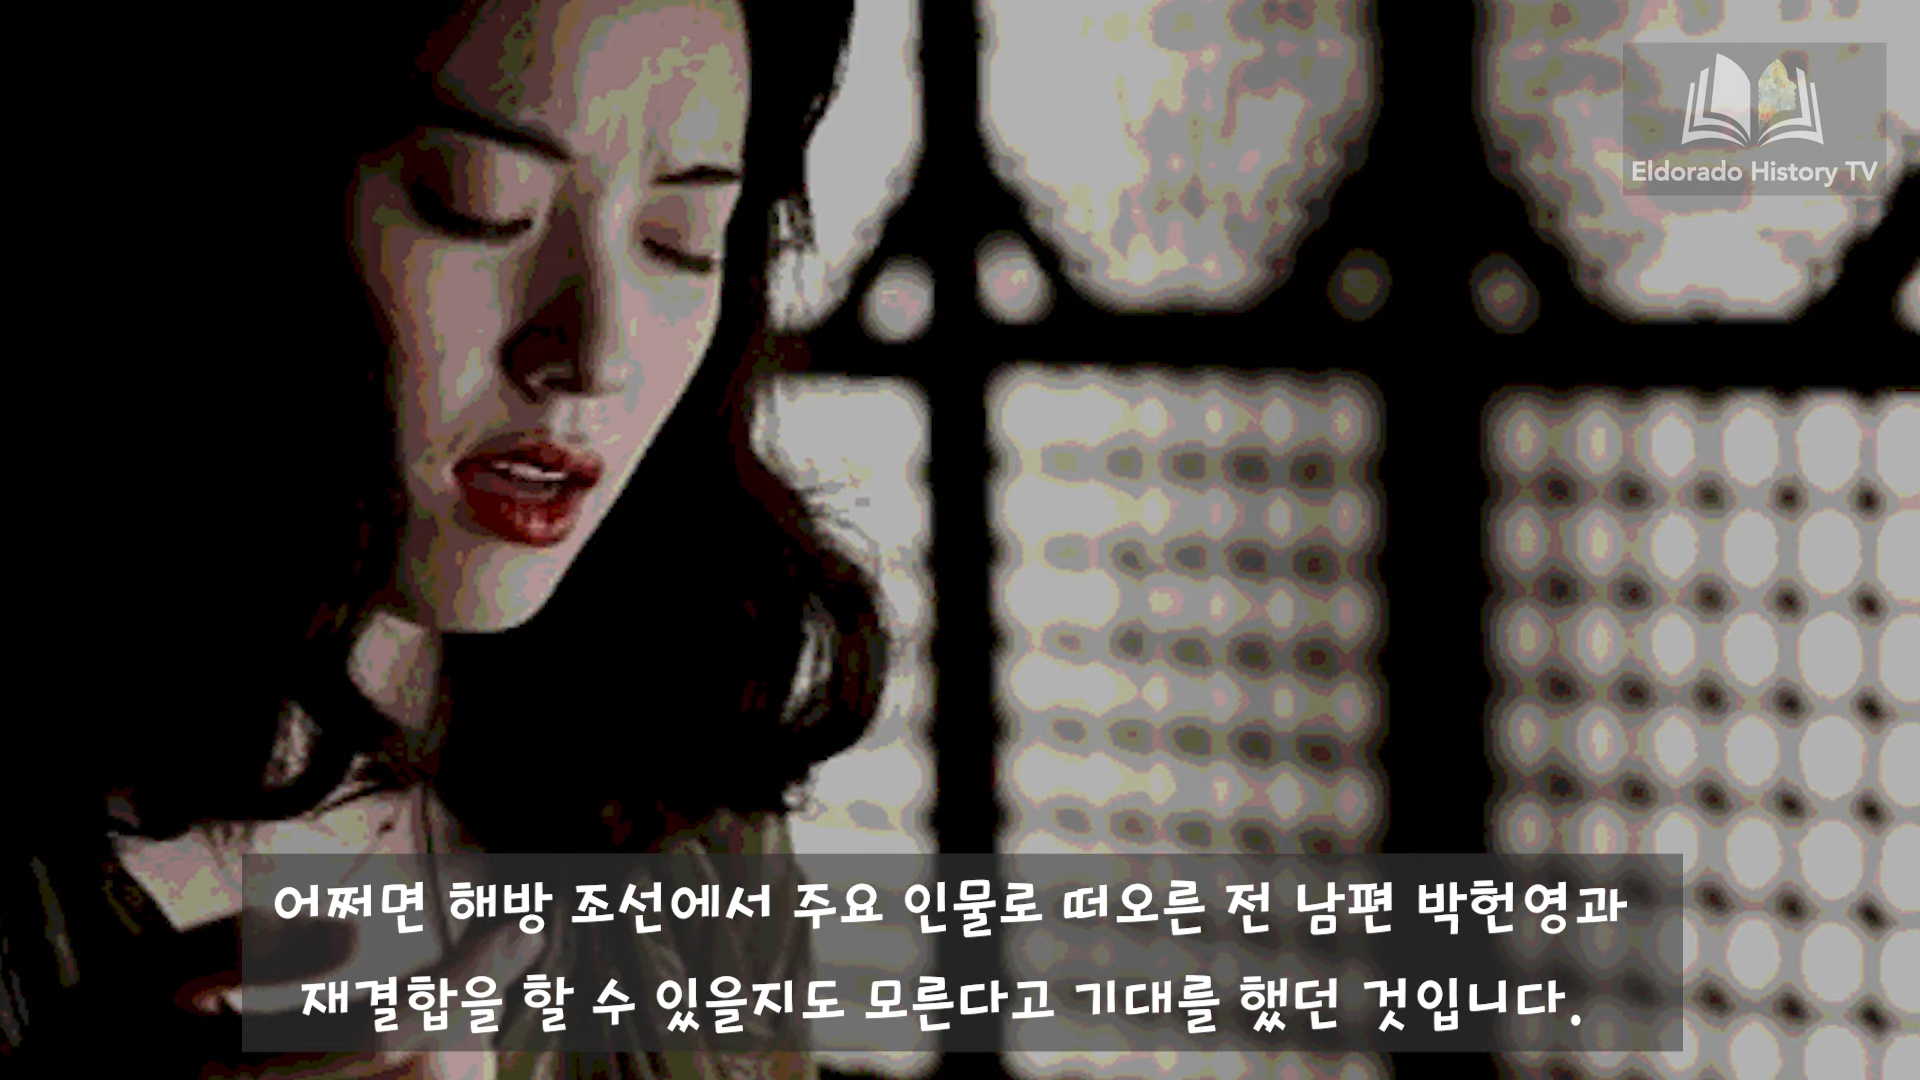 Eldorado History TV
어쩌면 해방 조선에서 주요 인물로 떠오른 전 남편 박헌영과
재결합을 할 수 있을지도 모른다고 기대를 했던 것입니다.